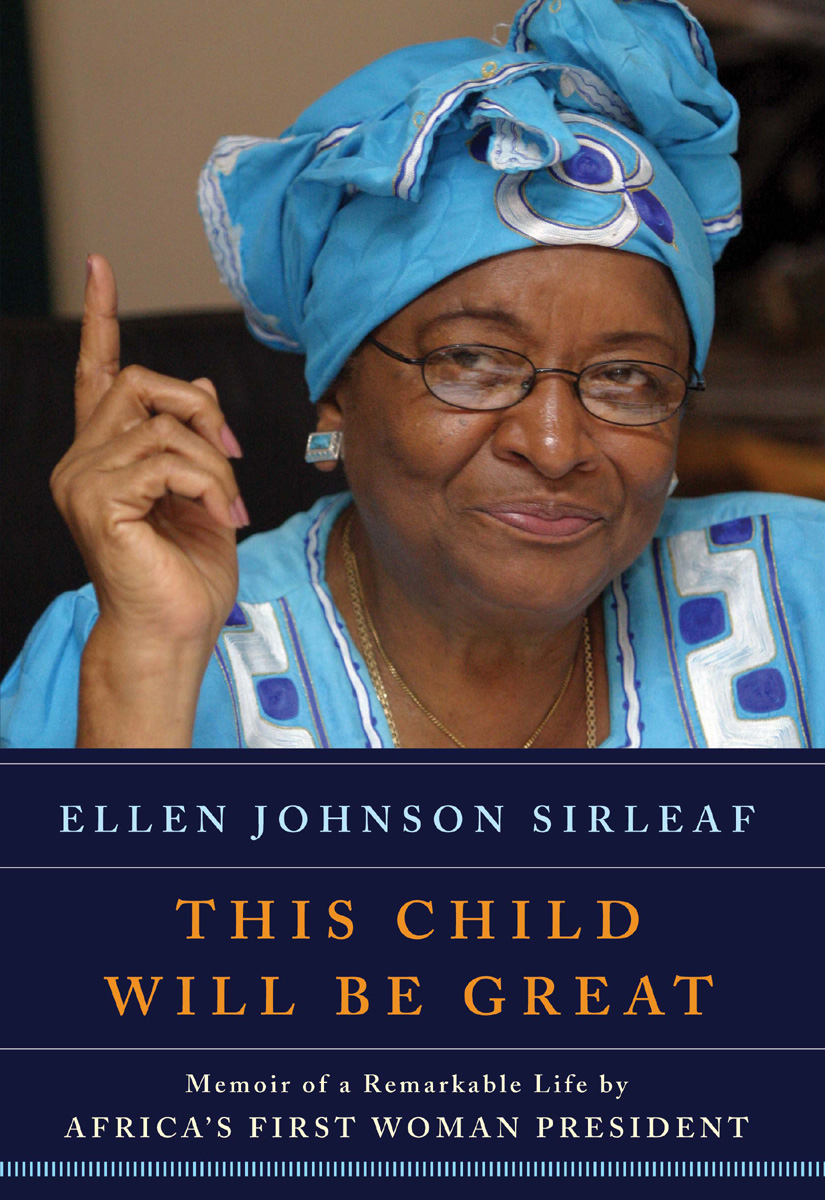 ELLEN JOHNSON SIRLEAF
THIS CHILD
WILL BE GREAT
Memoir of a Remarkable Life by
AFRICA'S FIRST WOMAN PRESIDENT